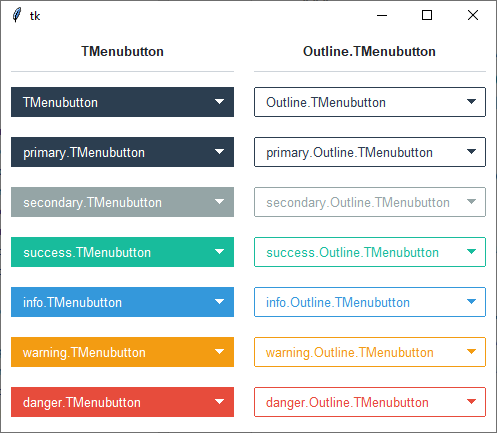 tk
TMenubutton Outline.TMenubutton
TMenubutton Outline.TMenubutton
primary.TMenubutton primary.Outline.TMenubutton
secondary.TMenubutton secondary.Outline.TMenubutton
success.TMenubutton success.Outline.TMenubutton
info.TMenubutton info.Outline.TMenubutton
warning.TMenubutton warning.Outline.TMenubutton
danger.TMenubutton danger.Outline.TMenubutton